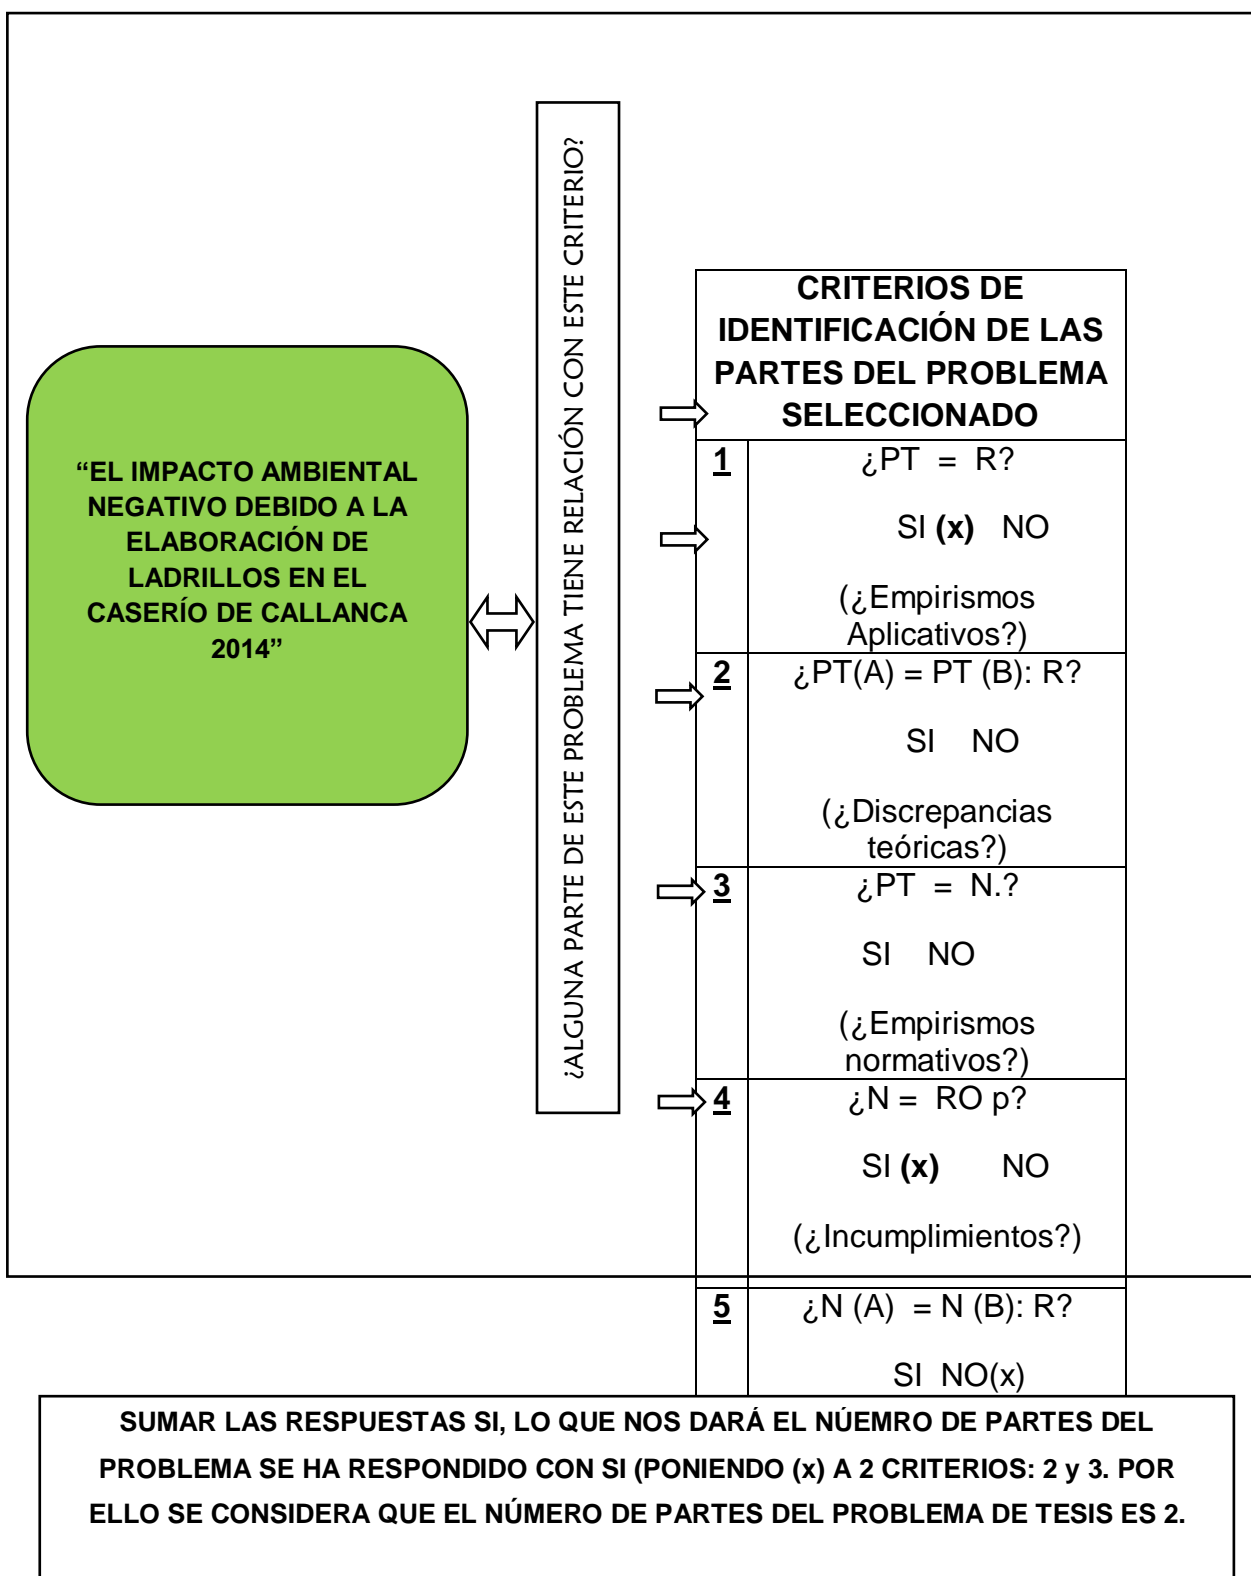 “EL IMPACTO AMBIENTAL
NEGATIVO DEBIDO A LA
ELABORACIÓN DE
LADRILLOS EN EL
CASERÍO DE CALLANCA
2014”
¿ALGUNA PARTE DE ESTE PROBLEMA TIENE RELACIÓN CON ESTE CRITERIO?
CRITERIOS DE
IDENTIFICACIÓN DE LAS
PARTES DEL PROBLEMA
SELECCIONADO
1 ¿PT = R?
SI (x) NO
(¿Empirismos
Aplicativos?)
2 ¿PT(A) = PT (B): R?
SI NO
(¿Discrepancias
teóricas?)
3 ¿PT = N.?
SI NO
(¿Empirismos
normativos?)
4 ¿N = RO p?
SI (x) NO
(¿Incumplimientos?)
5 ¿N (A) = N (B): R?
SI NO(x)
SUMAR LAS RESPUESTAS SI, LO QUE NOS DARÁ EL NÚEMRO DE PARTES DEL
PROBLEMA SE HA RESPONDIDO CON SI (PONIENDO (x) A 2 CRITERIOS: 2 y 3. POR
ELLO SE CONSIDERA QUE EL NÚMERO DE PARTES DEL PROBLEMA DE TESIS ES 2.